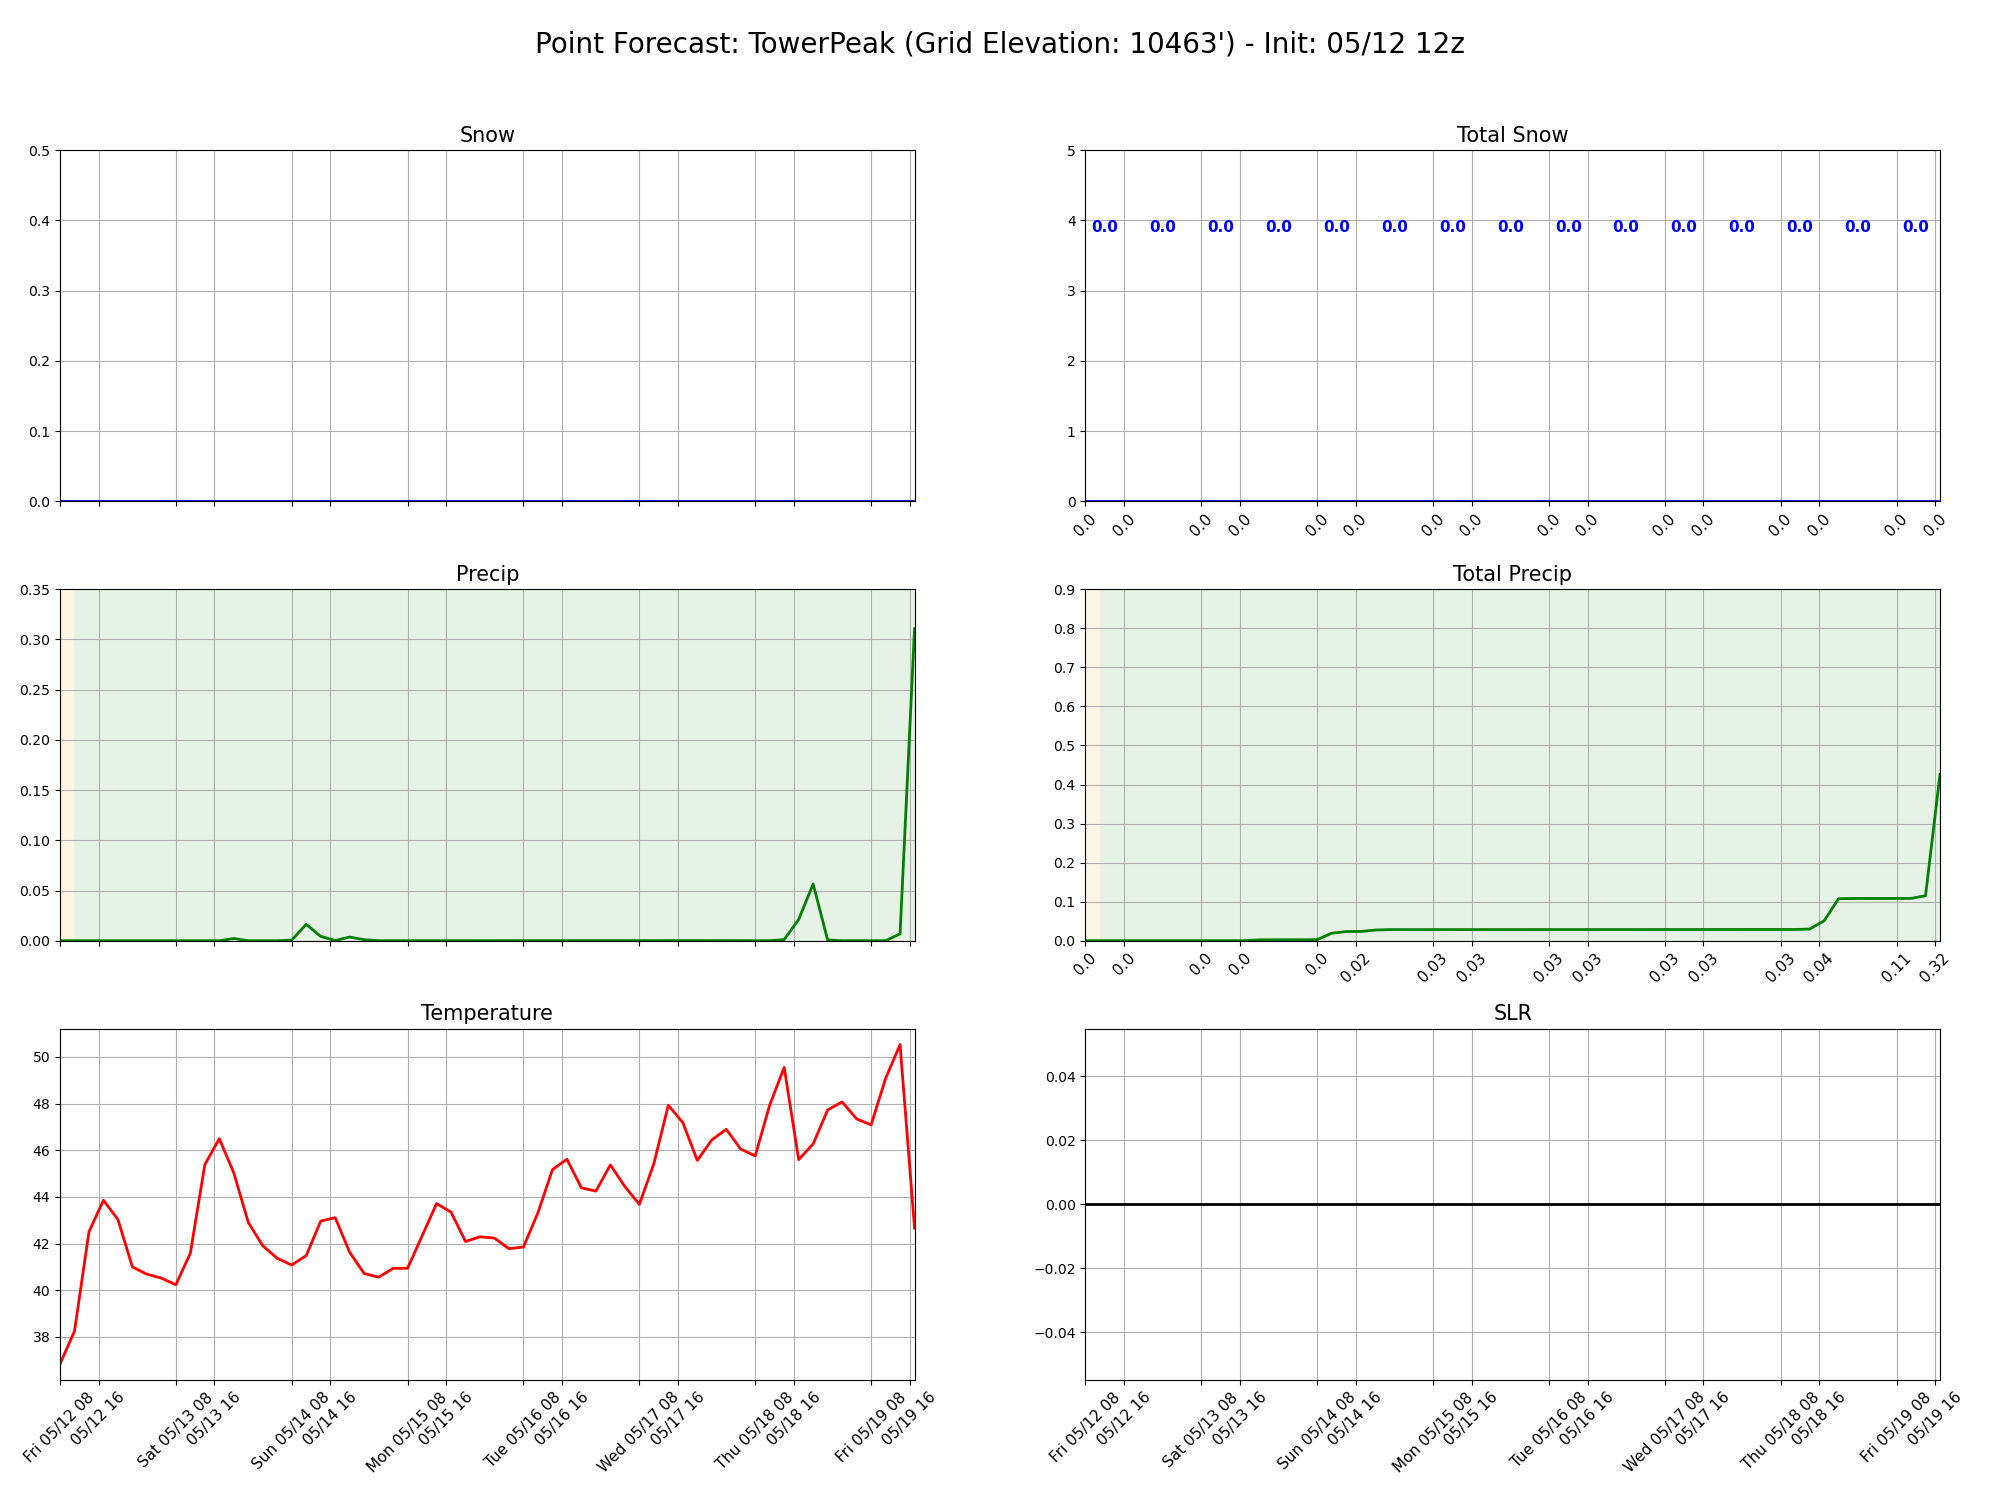 Point Forecast: TowerPeak (Grid Elevation: 10463') - Init: 05/12 12z
Snow
0.5
0.4
0.3
0.2
0.1
0.0
Total Snow
5
4
3
2
1
0
0.0 0.0 0.0 0.0 0.0 0.0 0.0 0.0 0.0 0.0 0.0 0.0 0.0 0.0 0.0
0.0 0.0 0.0 0.0 0.0 0.0 0.0 0.0 0.0 0.0 0.0 0.0 0.0 0.0 0.0 0.0
Precip
0.35
0.30
0.25
0.20
0.15
0.10
0.05
0.00
Total Precip
0.9
0.8
0.7
0.6
0.5
0.4
0.3
0.2
0.1
0.0
0.0 0.0 0.0 0.0 0.0 0.02 0.03 0.03 0.03 0.03 0.03 0.03 0.03 0.04 0.11 0.32
Temperature
50
48
46
44
42
40
38
Fri 05/12 08
05/12 16
Sat 05/13 08
05/13 16
Sun 05/14 08
05/14 16
Mon 05/15 08
05/15 16
Tue 05/16 08
05/16 16
Wed 05/17 08
05/17 16
Thu 05/18 08
05/18 16
Fri 05/19 08
05/19 16
SLR
0.04
0.02
0.00
−0.02
−0.04
Fri 05/12 08
05/12 16
Sat 05/13 08
05/13 16
Sun 05/14 08
05/14 16
Mon 05/15 08
05/15 16
Tue 05/16 08
05/16 16
Wed 05/17 08
05/17 16
Thu 05/18 08
05/18 16
Fri 05/19 08
05/19 16